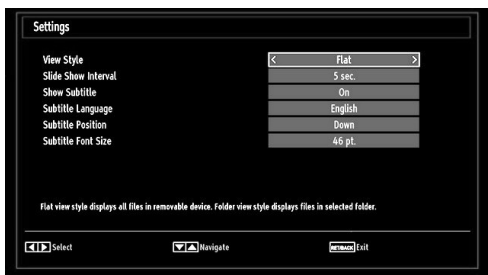 Settings
View Style < Flat >
Slide Show Interval 5 sec.
Show Subtitle On
Subtitle Language English
Subtitle Position Down
Subtitle Font Size 46 pt.
Flat view style displays all files in removable device. Folder view style displays files in selected folder.
◀▶ Select ▼▲ Navigate RET/BACK Exit